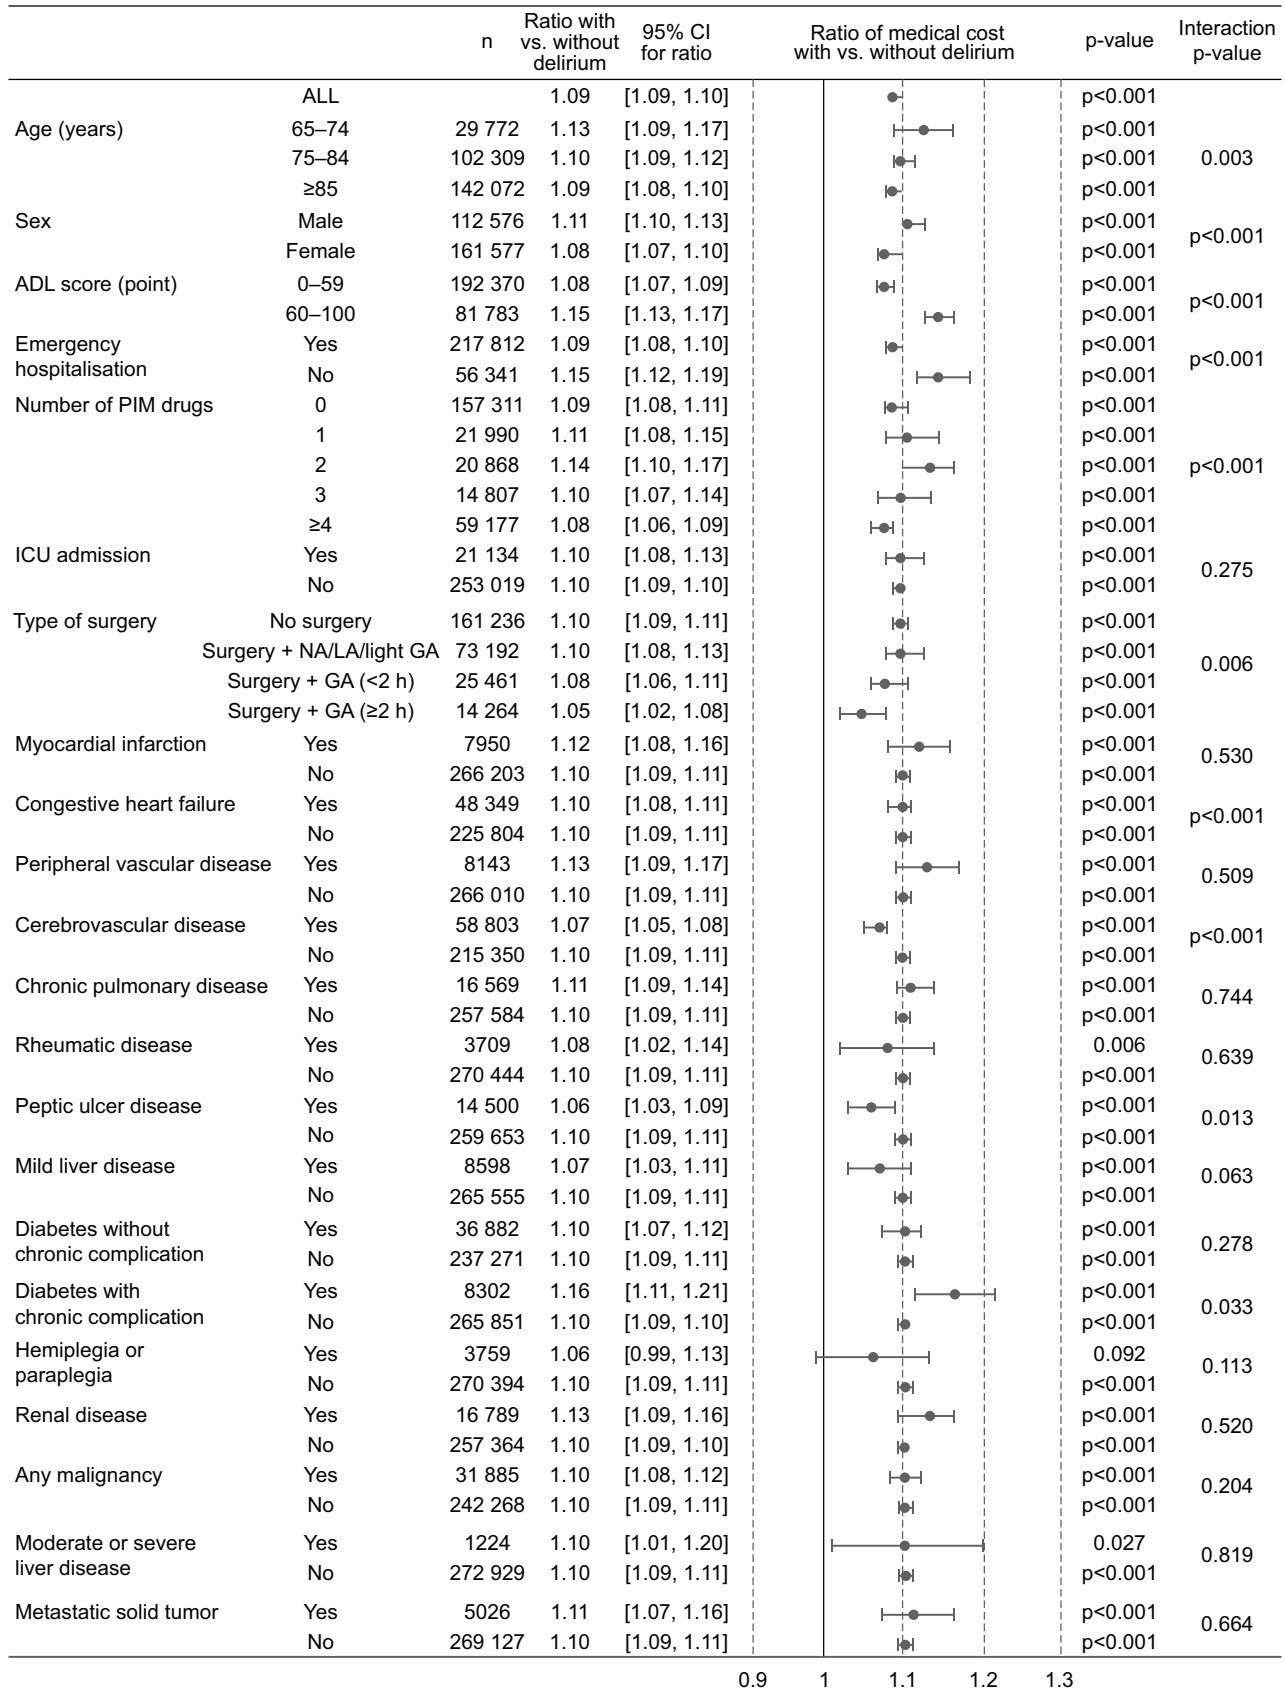 n Ratio with vs. without delirium 95% CI for ratio Ratio of medical cost with vs. without delirium p-value Interaction p-value
ALL 1.09 [1.09, 1.10] p<0.001
Age (years) 65–74 29 772 1.13 [1.09, 1.17] p<0.001
75–84 102 309 1.10 [1.09, 1.12] p<0.001 0.003
≥85 142 072 1.09 [1.08, 1.10] p<0.001
Sex Male 112 576 1.11 [1.10, 1.13] p<0.001
p<0.001
Female 161 577 1.08 [1.07, 1.10] p<0.001
ADL score (point) 0–59 192 370 1.08 [1.07, 1.09] p<0.001
p<0.001
60–100 81 783 1.15 [1.13, 1.17] p<0.001
Emergency hospitalisation Yes 217 812 1.09 [1.08, 1.10] p<0.001
p<0.001
No 56 341 1.15 [1.12, 1.19] p<0.001
Number of PIM drugs 0 157 311 1.09 [1.08, 1.11] p<0.001
1 21 990 1.11 [1.08, 1.15] p<0.001
2 20 868 1.14 [1.10, 1.17] p<0.001 p<0.001
3 14 807 1.10 [1.07, 1.14] p<0.001
≥4 59 177 1.08 [1.06, 1.09] p<0.001
ICU admission Yes 21 134 1.10 [1.08, 1.13] p<0.001
0.275
No 253 019 1.10 [1.09, 1.10] p<0.001
Type of surgery No surgery 161 236 1.10 [1.09, 1.11] p<0.001
Surgery + NA/LA/light GA 73 192 1.10 [1.08, 1.13] p<0.001
0.006
Surgery + GA (<2 h) 25 461 1.08 [1.06, 1.11] p<0.001
Surgery + GA (≥2 h) 14 264 1.05 [1.02, 1.08] p<0.001
Myocardial infarction Yes 7950 1.12 [1.08, 1.16] p<0.001
0.530
No 266 203 1.10 [1.09, 1.11] p<0.001
Congestive heart failure Yes 48 349 1.10 [1.08, 1.11] p<0.001
p<0.001
No 225 804 1.10 [1.09, 1.11] p<0.001
Peripheral vascular disease Yes 8143 1.13 [1.09, 1.17] p<0.001
0.509
No 266 010 1.10 [1.09, 1.11] p<0.001
Cerebrovascular disease Yes 58 803 1.07 [1.05, 1.08] p<0.001
p<0.001
No 215 350 1.10 [1.09, 1.11] p<0.001
Chronic pulmonary disease Yes 16 569 1.11 [1.09, 1.14] p<0.001
0.744
No 257 584 1.10 [1.09, 1.11] p<0.001
Rheumatic disease Yes 3709 1.08 [1.02, 1.14] 0.006
0.639
No 270 444 1.10 [1.09, 1.11] p<0.001
Peptic ulcer disease Yes 14 500 1.06 [1.03, 1.09] p<0.001
0.013
No 259 653 1.10 [1.09, 1.11] p<0.001
Mild liver disease Yes 8598 1.07 [1.03, 1.11] p<0.001
0.063
No 265 555 1.10 [1.09, 1.11] p<0.001
Diabetes without chronic complication Yes 36 882 1.10 [1.07, 1.12] p<0.001
0.278
No 237 271 1.10 [1.09, 1.11] p<0.001
Diabetes with chronic complication Yes 8302 1.16 [1.11, 1.21] p<0.001
0.033
No 265 851 1.10 [1.09, 1.10] p<0.001
Hemiplegia or paraplegia Yes 3759 1.06 [0.99, 1.13] 0.092
0.113
No 270 394 1.10 [1.09, 1.11] p<0.001
Renal disease Yes 16 789 1.13 [1.09, 1.16] p<0.001
0.520
No 257 364 1.10 [1.09, 1.10] p<0.001
Any malignancy Yes 31 885 1.10 [1.08, 1.12] p<0.001
0.204
No 242 268 1.10 [1.09, 1.11] p<0.001
Moderate or severe liver disease Yes 1224 1.10 [1.01, 1.20] 0.027
0.819
No 272 929 1.10 [1.09, 1.11] p<0.001
Metastatic solid tumor Yes 5026 1.11 [1.07, 1.16] p<0.001
0.664
No 269 127 1.10 [1.09, 1.11] p<0.001
0.9 1 1.1 1.2 1.3